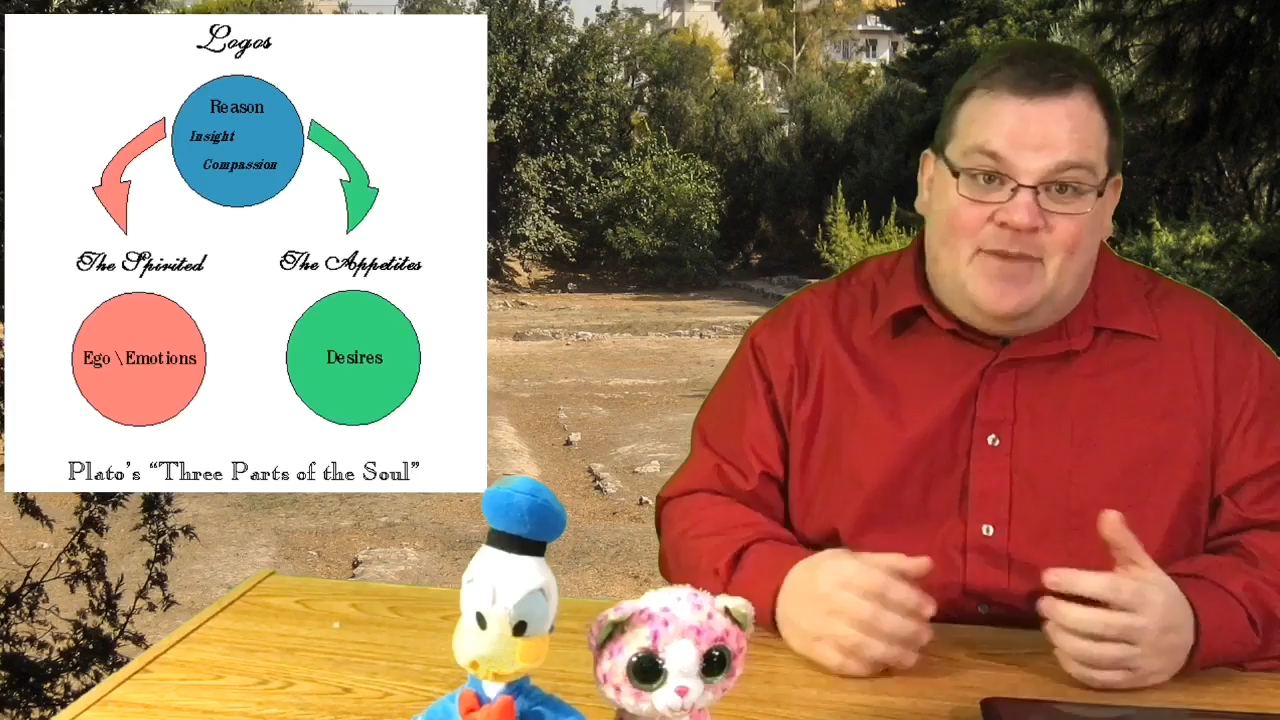 Logos
Reason
Insight
Compassion
The Spirited
The Appetites
Ego \Emotions
Desires
Plato's “Three Parts of the Soul”